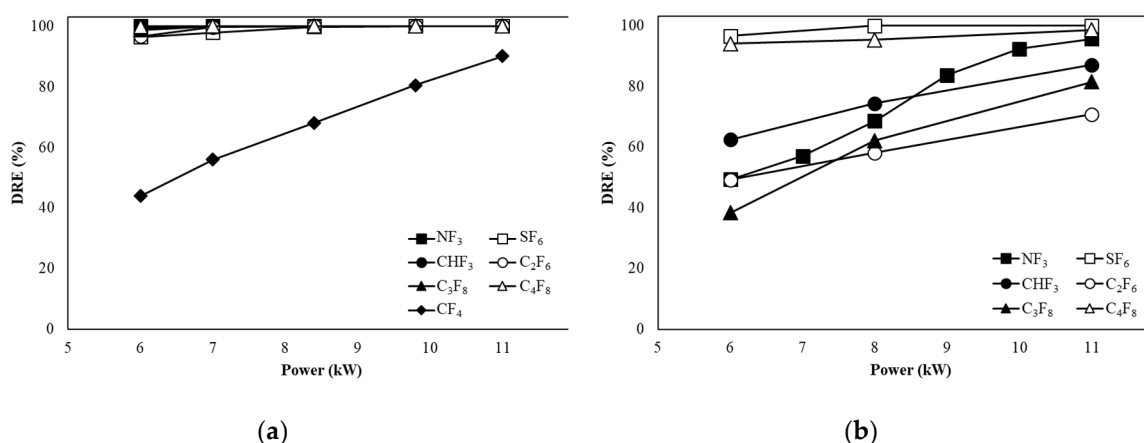 100
80
60
40
20
0
DRE (%)
NF₃
SF₆
CHF₃
C₂F₆
C₃F₈
C₄F₈
CF₄
5 6 7 8 9 10 11
Power (kW)
(a)
100
80
60
40
20
0
DRE (%)
NF₃
SF₆
CHF₃
C₂F₆
C₃F₈
C₄F₈
5 6 7 8 9 10 11
Power (kW)
(b)